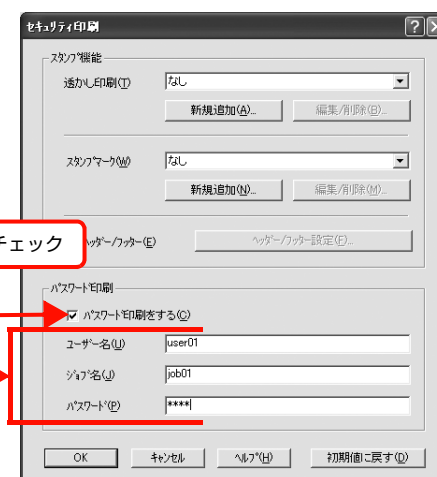 セキュリティ印刷
スタンプ機能
透かし印刷(T) なし
新規追加(A)... 編集/削除(B)...
スタンプマーク(W) なし
新規追加(N)... 編集/削除(M)...
チェック
ヘッダー/フッター(E) ヘッダー/フッター設定(F)...
パスワード印刷
パスワード印刷をする(C)
ユーザー名(U) user01
ジョブ名(J) job01
パスワード(P) ****
OK キャンセル ヘルプ(H) 初期値に戻す(D)